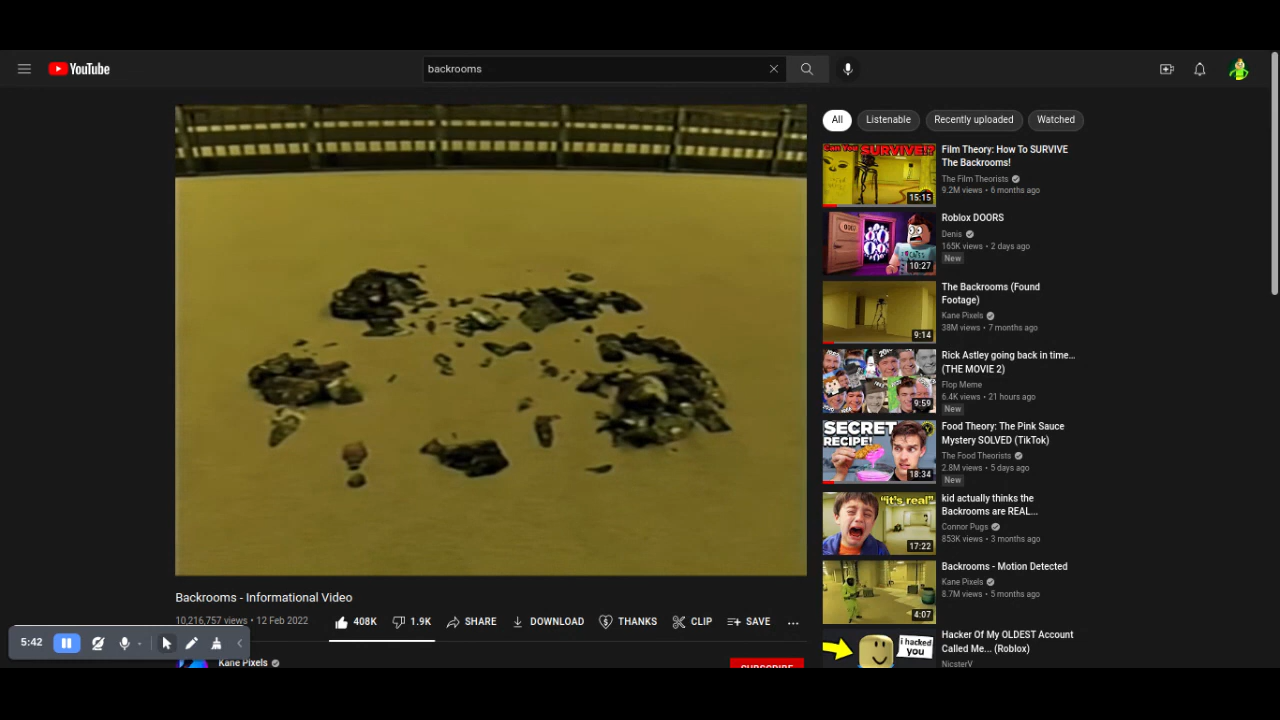 YouTube
backrooms
All
Listenable
Recently uploaded
Watched
Can You SURVIVE!?
15:15
Film Theory: How To SURVIVE
The Backrooms!
The Film Theorists
9.2M views • 6 months ago
10:27
Roblox DOORS
Denis
165K views • 2 days ago
New
9:14
The Backrooms (Found
Footage)
Kane Pixels
38M views • 7 months ago
9:59
Rick Astley going back in time...
(THE MOVIE 2)
Flop Meme
6.4K views • 21 hours ago
New
SECRET
RECIPE!
18:34
Food Theory: The Pink Sauce
Mystery SOLVED (TikTok)
The Food Theorists
2.8M views • 5 days ago
New
"it's real"
17:22
kid actually thinks the
Backrooms are REAL...
Connor Pugs
853K views • 3 months ago
4:07
Backrooms - Motion Detected
Kane Pixels
8.7M views • 5 months ago
i hacked
you
Hacker Of My OLDEST Account
Called Me... (Roblox)
NicsterV
Backrooms - Informational Video
10,216,757 views • 12 Feb 2022
408K
1.9K
SHARE
DOWNLOAD
THANKS
CLIP
SAVE
5:42
Kane Pixels
SUBSCRIBE